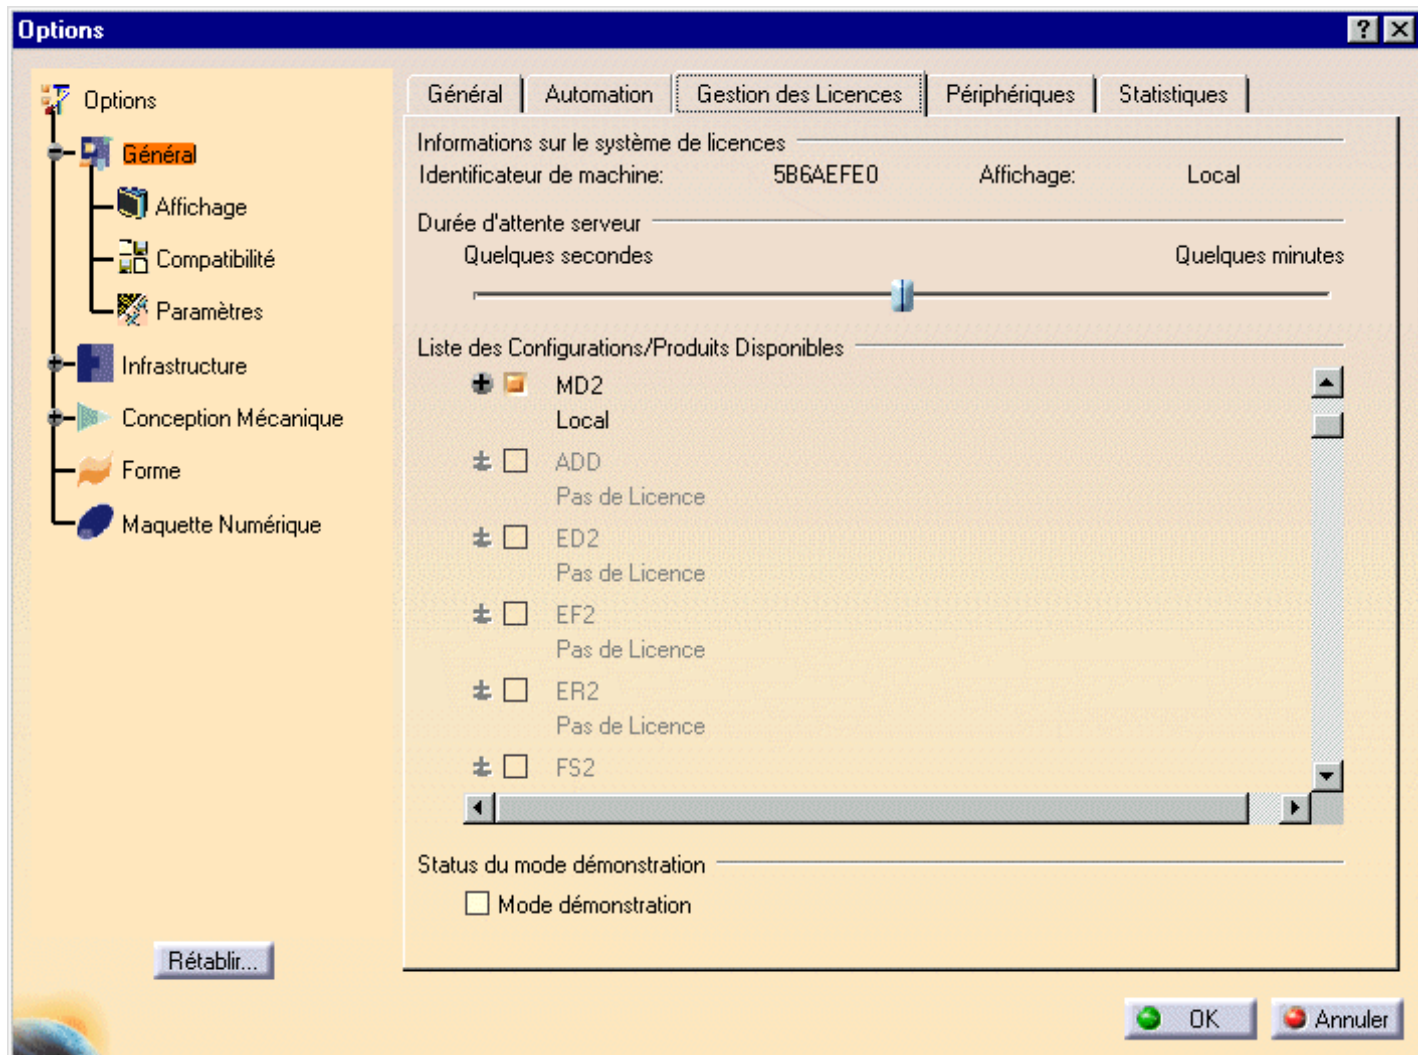 Options
Options
Général
Affichage
Compatibilité
Paramètres
Infrastructure
Conception Mécanique
Forme
Maquette Numérique
Rétablir...
Général Automation Gestion des Licences Périphériques Statistiques
Informations sur le système de licences
Identificateur de machine: 5B6AEFE0 Affichage: Local
Durée d'attente serveur
Quelques secondes Quelques minutes
Liste des Configurations/Produits Disponibles
MD2
Local
ADD
Pas de Licence
ED2
Pas de Licence
EF2
Pas de Licence
ER2
Pas de Licence
FS2
Status du mode démonstration
Mode démonstration
OK Annuler